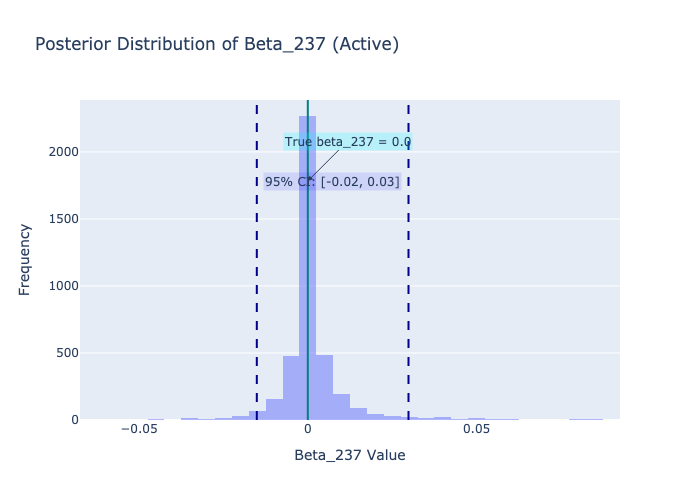 Posterior Distribution of Beta_237 (Active)
True beta_237 = 0.0
95% CI: [-0.02, 0.03]
2000
1500
1000
500
0
Frequency
−0.05
0
0.05
Beta_237 Value